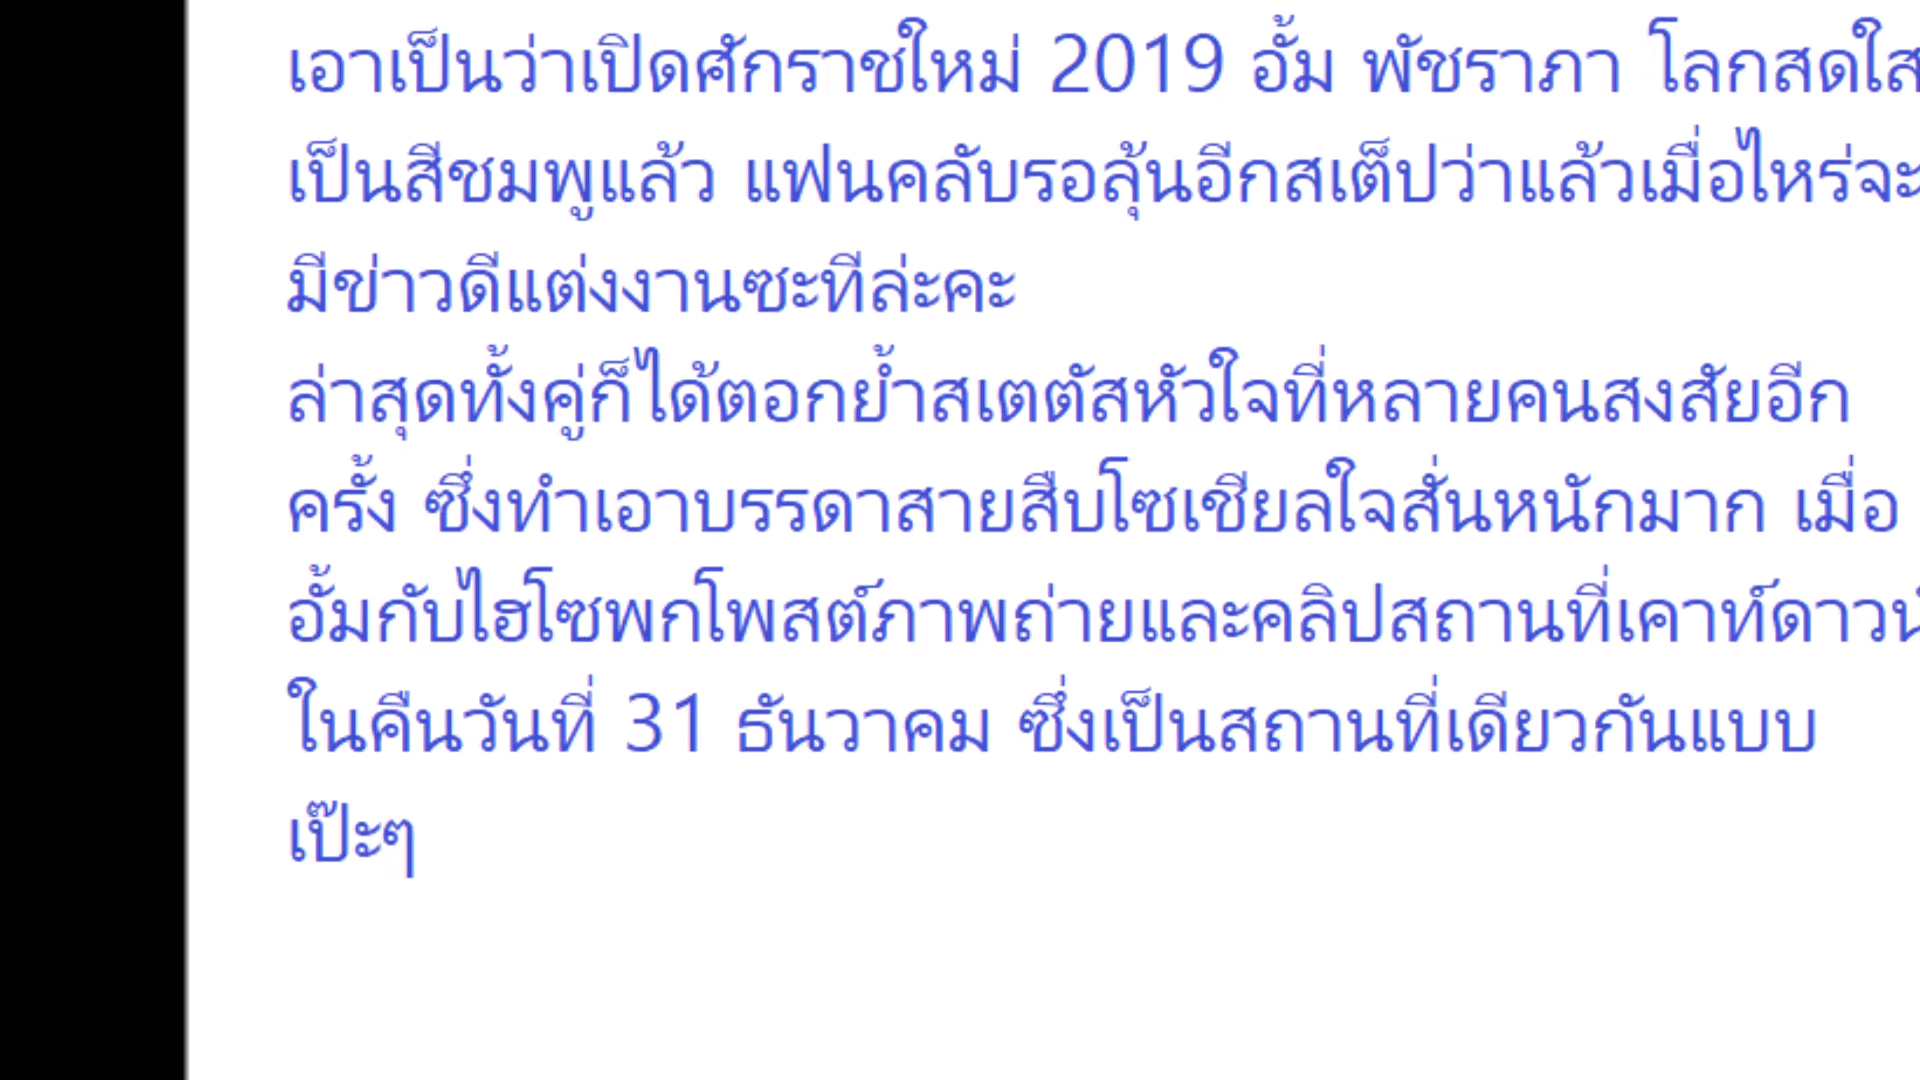 เอาเป็นว่าเปิดศักราชใหม่ 2019 อั้ม พัชราภา โลกสดใส
เป็นสีชมพูแล้ว แฟนคลับรอลุ้นอีกสเต็ปว่าแล้วเมื่อไหร่จะ
มีข่าวดีแต่งงานซะทีล่ะคะ
ล่าสุดทั้งคู่ก็ได้ตอกย้ำสเตตัสหัวใจที่หลายคนสงสัยอีก
ครั้ง ซึ่งทำเอาบรรดาสายสืบโซเชียลใจสั่นหนักมาก เมื่อ
อั้มกับไฮโซพกโพสต์ภาพถ่ายและคลิปสถานที่เคาท์ดาวน์
ในคืนวันที่ 31 ธันวาคม ซึ่งเป็นสถานที่เดียวกันแบบ
เป๊ะๆ